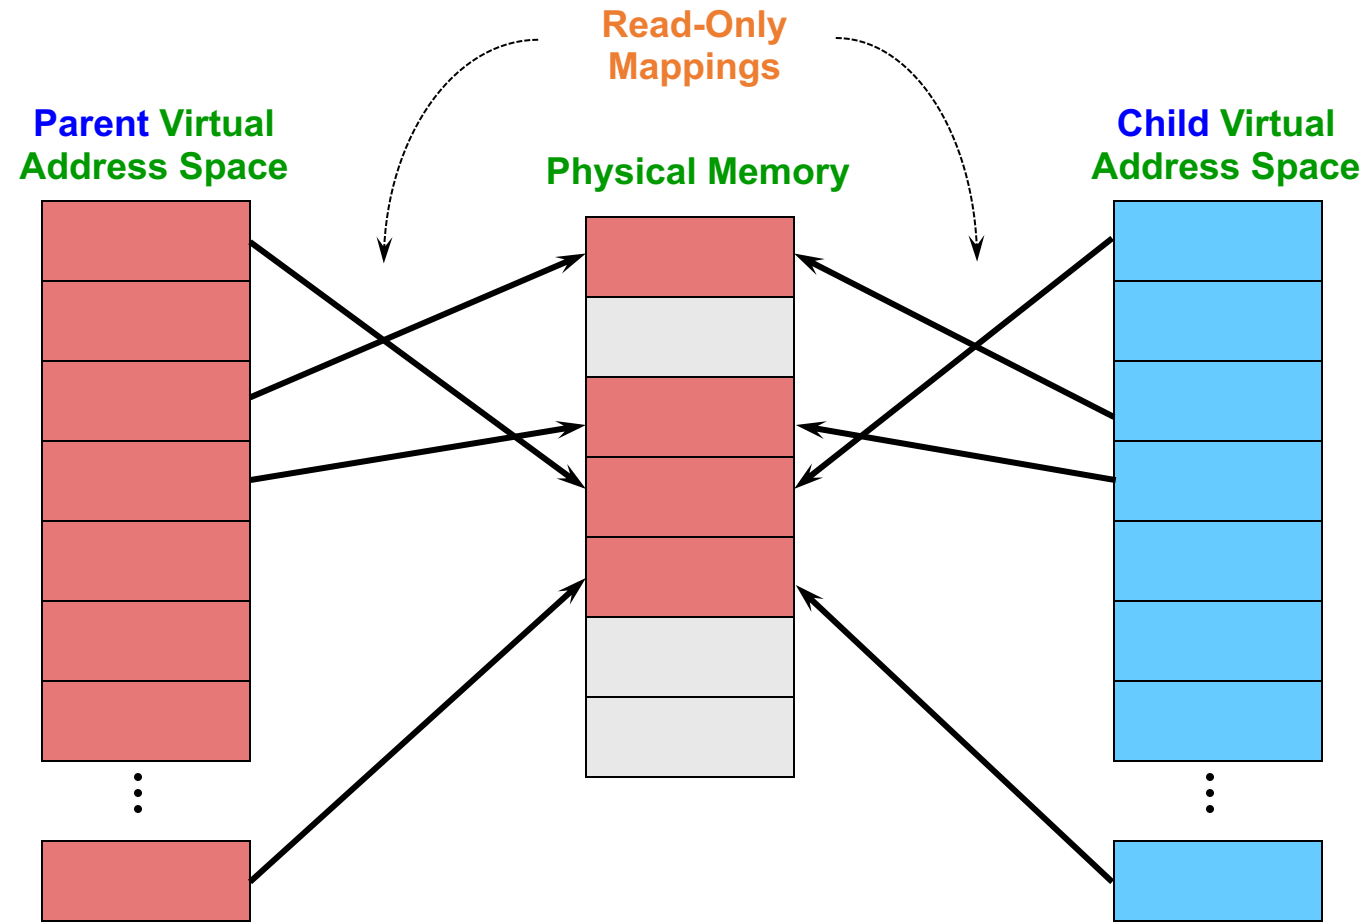 Read-Only
Mappings
Parent Virtual
Address Space
Physical Memory
Child Virtual
Address Space